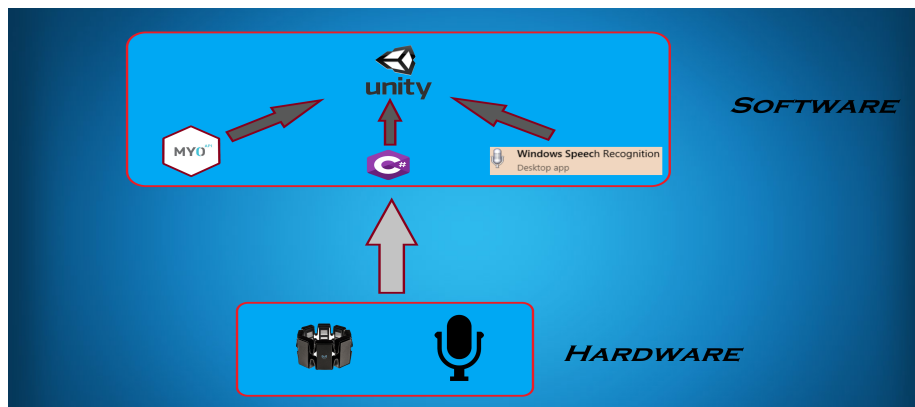 unity
SOFTWARE
MYO
C#
Windows Speech Recognition
Desktop app
HARDWARE